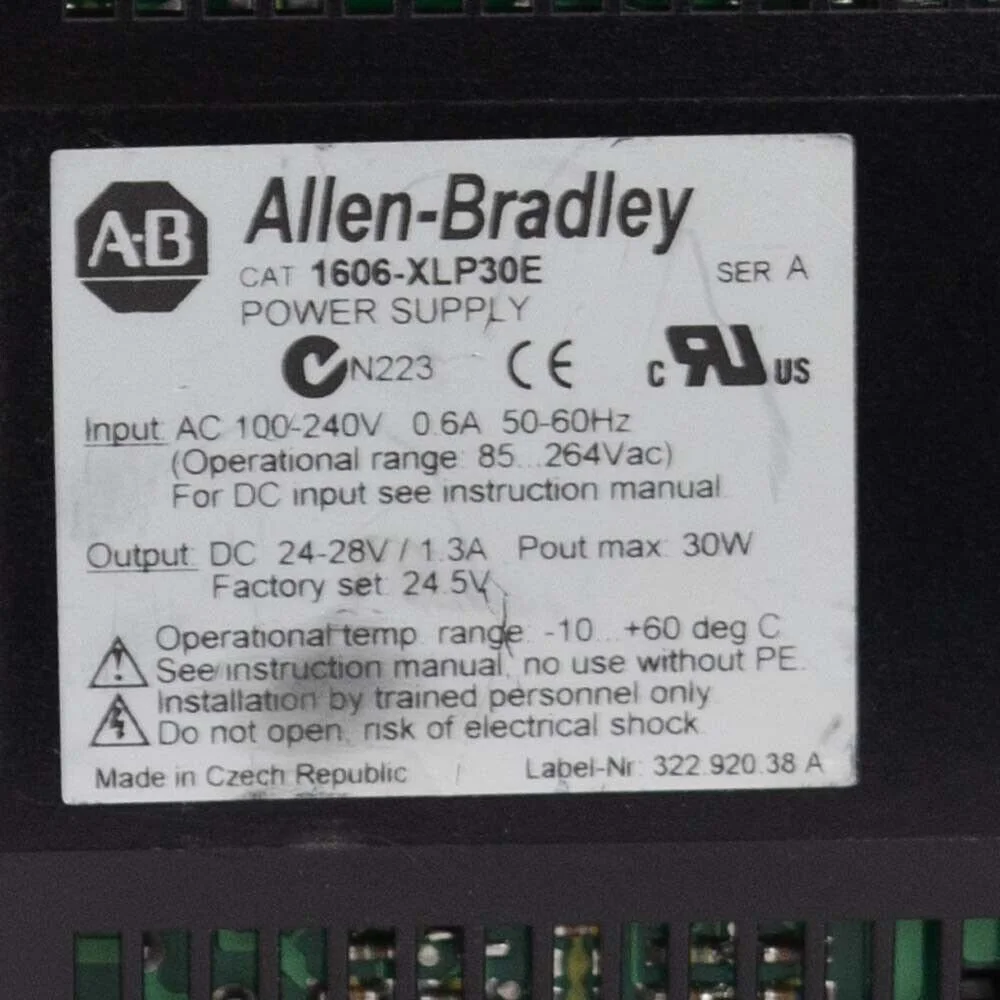 A-B Allen-Bradley
CAT 1606-XLP30E SER A
POWER SUPPLY
N223 CE c RU US
Input: AC 100-240V 0.6A 50-60Hz
(Operational range: 85...264Vac)
For DC input see instruction manual.
Output: DC 24-28V / 1.3A Pout max: 30W
Factory set: 24.5V
Operational temp. range: -10...+60 deg C.
See instruction manual, no use without PE.
Installation by trained personnel only.
Do not open, risk of electrical shock.
Made in Czech Republic Label-Nr: 322.920.38 A